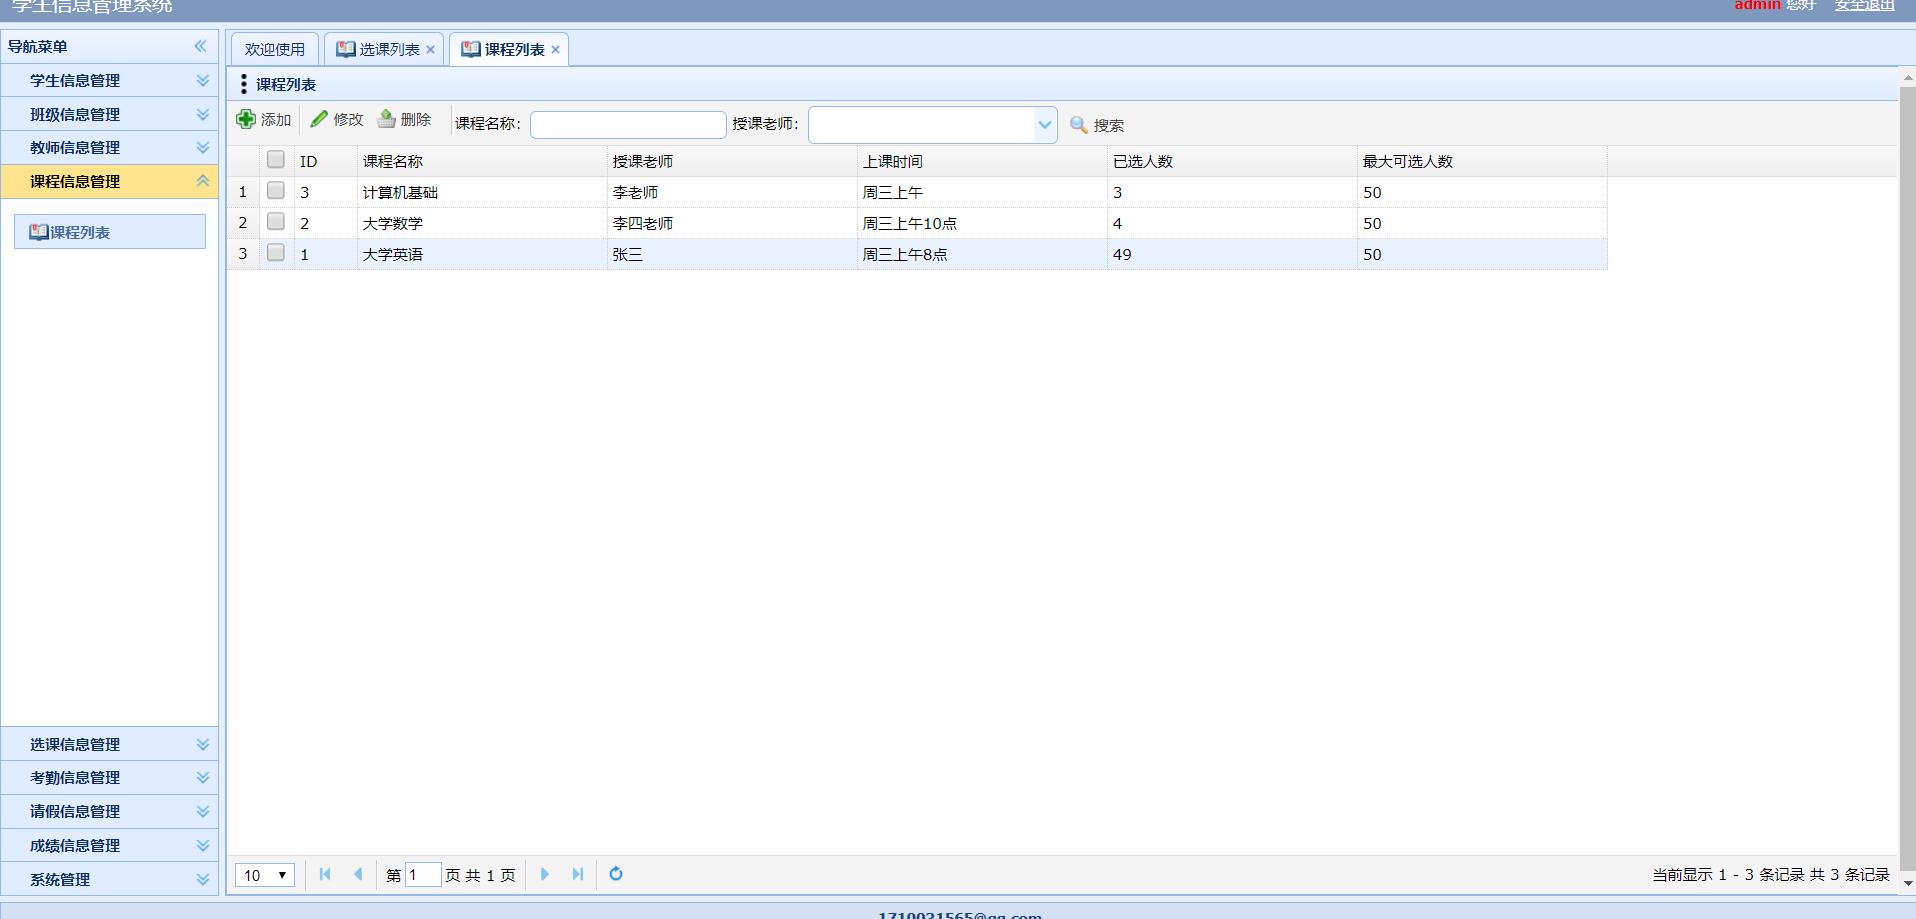 学生信息管理系统 admin 您好 安全退出
导航菜单
学生信息管理
班级信息管理
教师信息管理
课程信息管理
课程列表
选课信息管理
考勤信息管理
请假信息管理
成绩信息管理
系统管理
欢迎使用 选课列表 课程列表
课程列表
添加 修改 删除 课程名称： 授课老师： 搜索
ID 课程名称 授课老师 上课时间 已选人数 最大可选人数
1 3 计算机基础 李老师 周三上午 3 50
2 2 大学数学 李四老师 周三上午10点 4 50
3 1 大学英语 张三 周三上午8点 49 50
10 第 1 页 共 1 页 当前显示 1 - 3 条记录 共 3 条记录
1710031565@qq.com